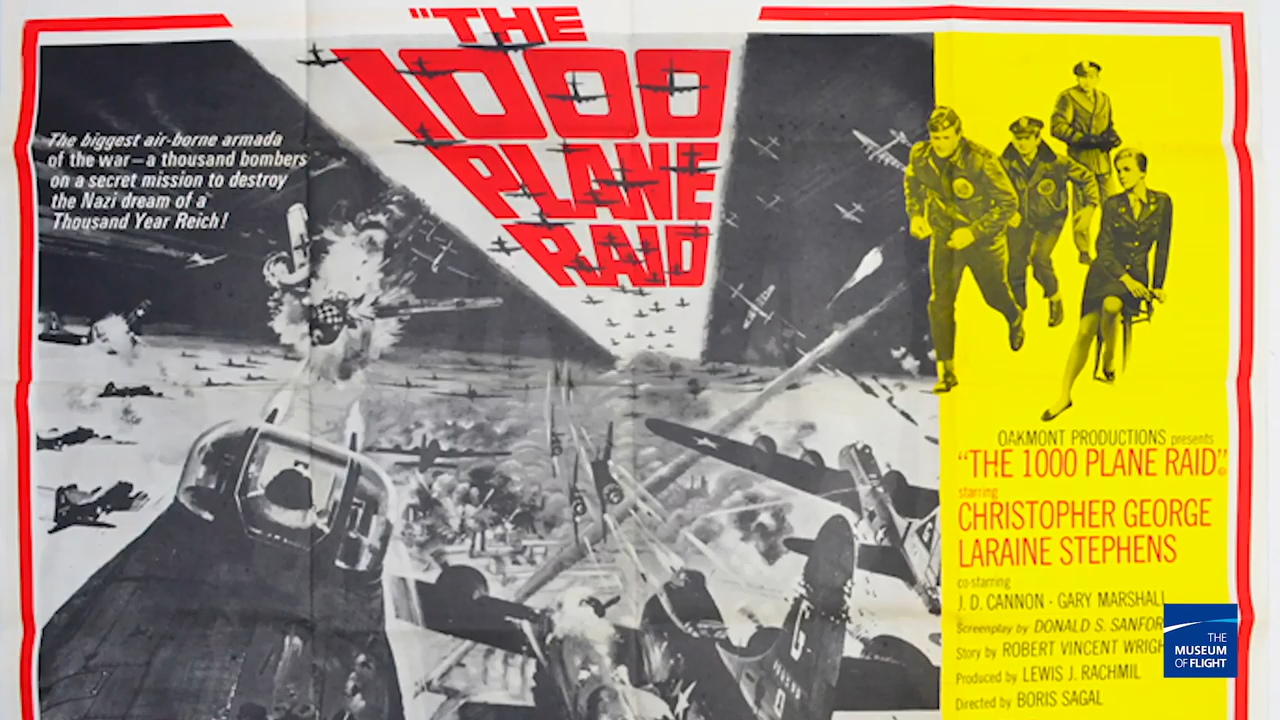 "THE
1000
PLANE
RAID
The biggest air-borne armada
of the war—a thousand bombers
on a secret mission to destroy
the Nazi dream of a
Thousand Year Reich!
OAKMONT PRODUCTIONS presents
"THE 1000 PLANE RAID"
starring
CHRISTOPHER GEORGE
LARAINE STEPHENS
co-starring
J. D. CANNON · GARY MARSHALL
Screenplay by DONALD S. SANFOR
Story by ROBERT VINCENT WRIGH
Produced by LEWIS J. RACHMIL
Directed by BORIS SAGAL
THE
MUSEUM
OF FLIGHT